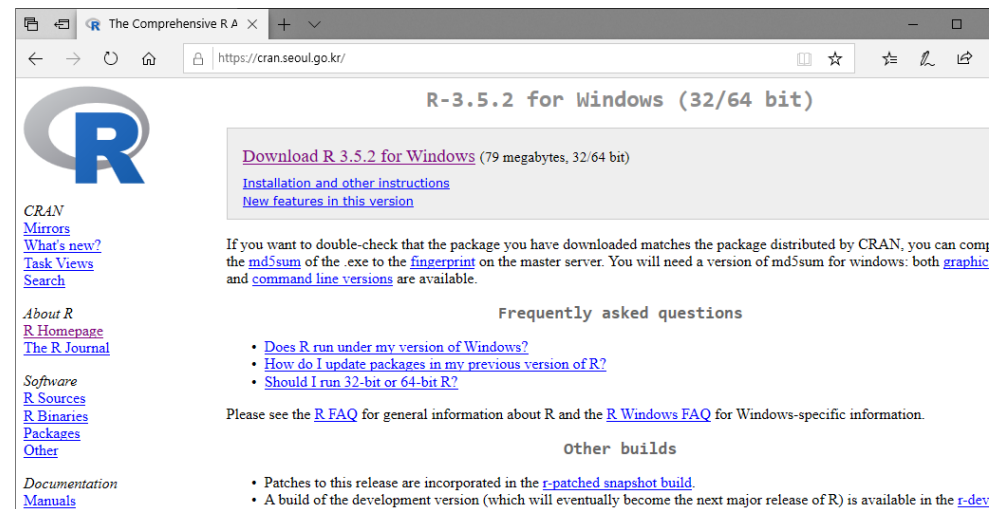 The Comprehensive R A
https://cran.seoul.go.kr/
R
CRAN
Mirrors
What's new?
Task Views
Search
About R
R Homepage
The R Journal
Software
R Sources
R Binaries
Packages
Other
Documentation
Manuals
R-3.5.2 for Windows (32/64 bit)
Download R 3.5.2 for Windows (79 megabytes, 32/64 bit)
Installation and other instructions
New features in this version
If you want to double-check that the package you have downloaded matches the package distributed by CRAN, you can comp
the md5sum of the .exe to the fingerprint on the master server. You will need a version of md5sum for windows: both graphic
and command line versions are available.
Frequently asked questions
• Does R run under my version of Windows?
• How do I update packages in my previous version of R?
• Should I run 32-bit or 64-bit R?
Please see the R FAQ for general information about R and the R Windows FAQ for Windows-specific information.
Other builds
• Patches to this release are incorporated in the r-patched snapshot build.
• A build of the development version (which will eventually become the next major release of R) is available in the r-dev